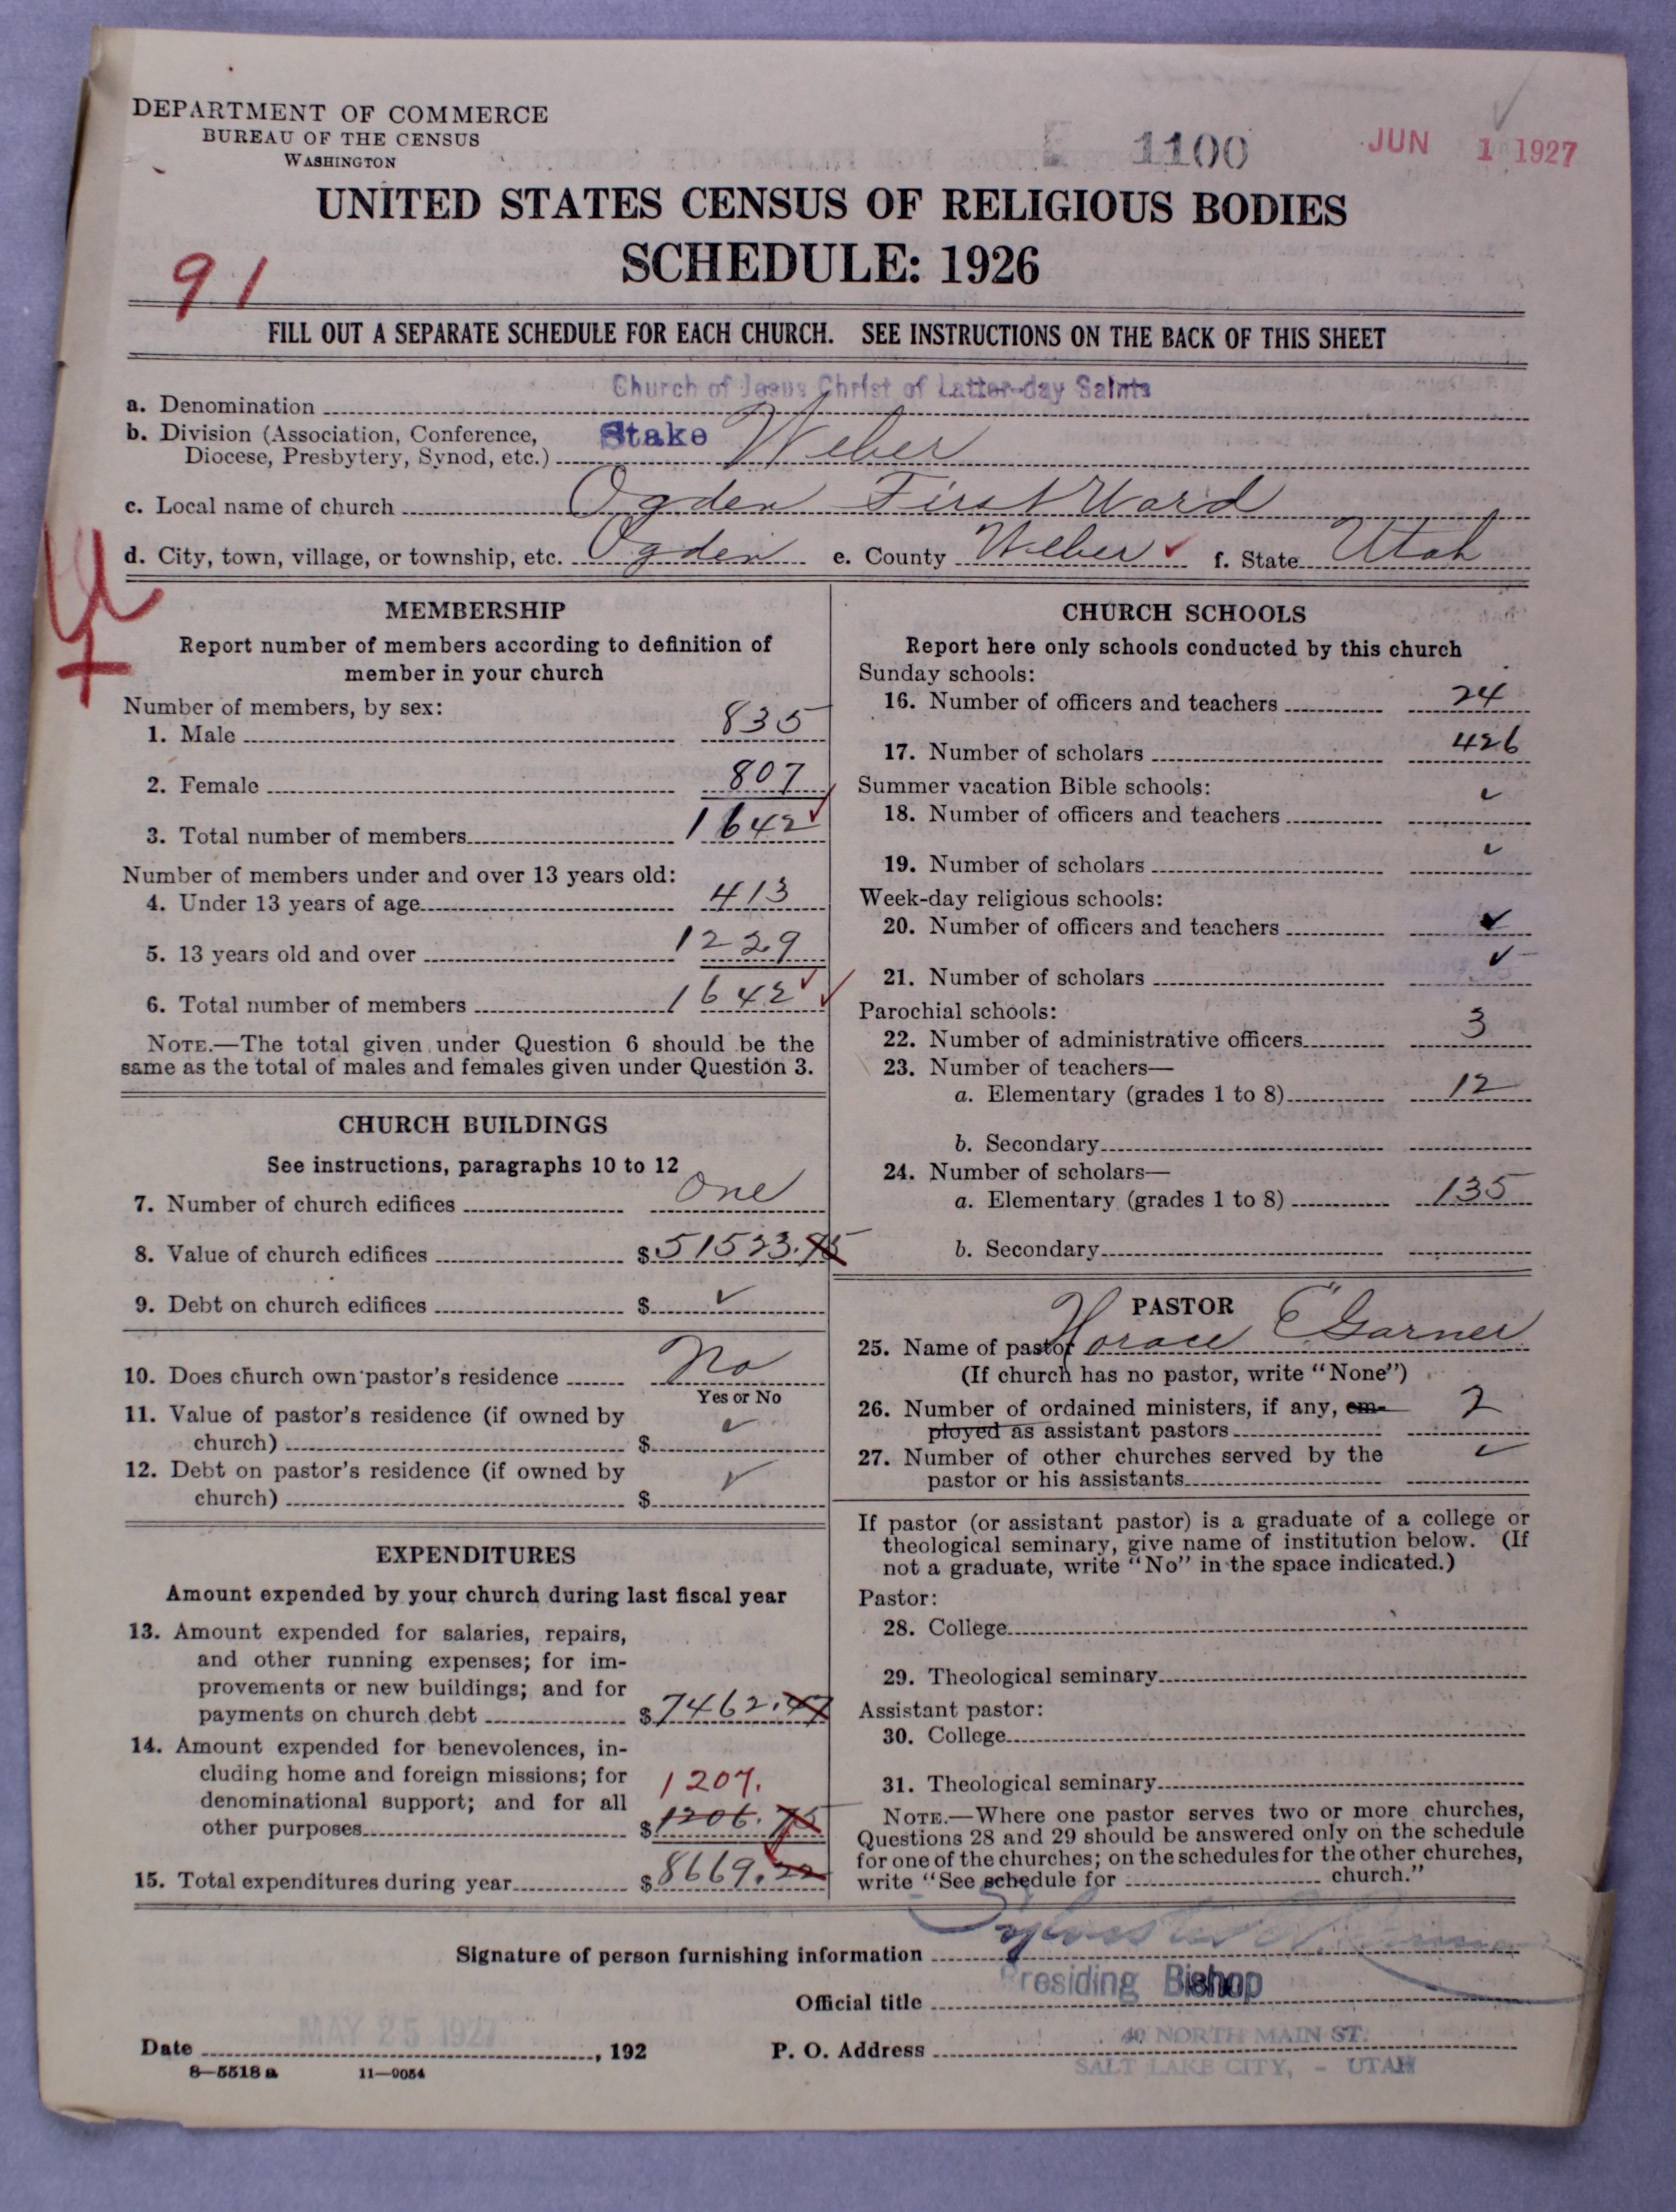 DEPARTMENT OF COMMERCE
BUREAU OF THE CENSUS
WASHINGTON
1100
JUN 1 1927
UNITED STATES CENSUS OF RELIGIOUS BODIES
SCHEDULE: 1926
91
FILL OUT A SEPARATE SCHEDULE FOR EACH CHURCH. SEE INSTRUCTIONS ON THE BACK OF THIS SHEET
a. Denomination Church of Jesus Christ of Latter-day Saints
b. Division (Association, Conference, Stake Weber
Diocese, Presbytery, Synod, etc.)
c. Local name of church Ogden First Ward
d. City, town, village, or township, etc. Ogden e. County Weber f. State Utah
MEMBERSHIP
Report number of members according to definition of
member in your church
Number of members, by sex:
1. Male 835
2. Female 807
3. Total number of members 1642
Number of members under and over 13 years old:
4. Under 13 years of age 413
5. 13 years old and over 1229
6. Total number of members 1642
NOTE.—The total given under Question 6 should be the
same as the total of males and females given under Question 3.
CHURCH BUILDINGS
See instructions, paragraphs 10 to 12
7. Number of church edifices One
8. Value of church edifices $ 51523.95
9. Debt on church edifices $ ✓
10. Does church own pastor's residence No
Yes or No
11. Value of pastor's residence (if owned by
church) $ ✓
12. Debt on pastor's residence (if owned by
church) $ ✓
EXPENDITURES
Amount expended by your church during last fiscal year
13. Amount expended for salaries, repairs,
and other running expenses; for im-
provements or new buildings; and for
payments on church debt $ 7462.47
14. Amount expended for benevolences, in-
cluding home and foreign missions; for
denominational support; and for all 1207.
other purposes $ 1206.75
15. Total expenditures during year $ 8669.22
CHURCH SCHOOLS
Report here only schools conducted by this church
Sunday schools:
16. Number of officers and teachers 24
17. Number of scholars 426
Summer vacation Bible schools:
18. Number of officers and teachers ✓
19. Number of scholars ✓
Week-day religious schools:
20. Number of officers and teachers ✓
21. Number of scholars ✓
Parochial schools:
22. Number of administrative officers 3
23. Number of teachers—
a. Elementary (grades 1 to 8) 12
b. Secondary
24. Number of scholars—
a. Elementary (grades 1 to 8) 135
b. Secondary
PASTOR
25. Name of pastor Horace E Garner
(If church has no pastor, write "None")
26. Number of ordained ministers, if any, em-
ployed as assistant pastors 2
27. Number of other churches served by the
pastor or his assistants ✓
If pastor (or assistant pastor) is a graduate of a college or
theological seminary, give name of institution below. (If
not a graduate, write "No" in the space indicated.)
Pastor:
28. College
29. Theological seminary
Assistant pastor:
30. College
31. Theological seminary
NOTE.—Where one pastor serves two or more churches,
Questions 28 and 29 should be answered only on the schedule
for one of the churches; on the schedules for the other churches,
write "See schedule for church."
Signature of person furnishing information
Official title Presiding Bishop
Date MAY 25 1927, 192
P. O. Address 40 NORTH MAIN ST.
SALT LAKE CITY, - UTAH
8—5518 a 11—9054